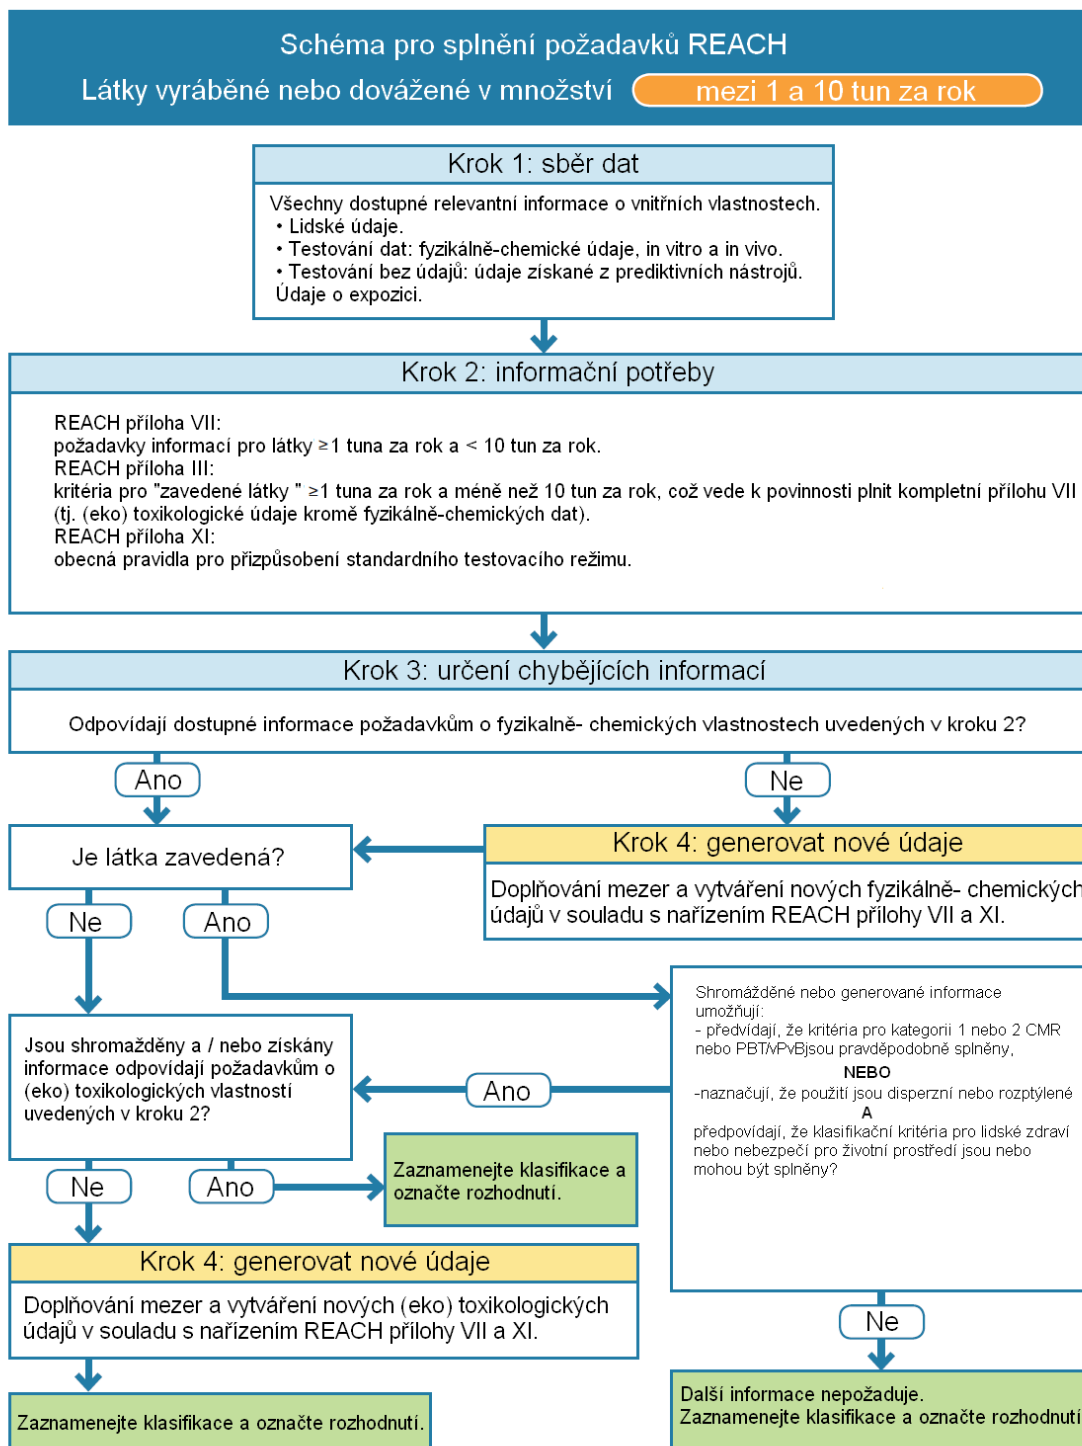 Schéma pro splnění požadavků REACH
Látky vyráběné nebo dovážené v množství mezi 1 a 10 tun za rok
Krok 1: sběr dat
Všechny dostupné relevantní informace o vnitřních vlastnostech.
• Lidské údaje.
• Testování dat: fyzikálně-chemické údaje, in vitro a in vivo.
• Testování bez údajů: údaje získané z prediktivních nástrojů.
Údaje o expozici.
Krok 2: informační potřeby
REACH příloha VII:
požadavky informací pro látky ≥1 tuna za rok a < 10 tun za rok.
REACH příloha III:
kritéria pro "zavedené látky " ≥1 tuna za rok a méně než 10 tun za rok, což vede k povinnosti plnit kompletní přílohu VII
(tj. (eko) toxikologické údaje kromě fyzikálně-chemických dat).
REACH příloha XI:
obecná pravidla pro přizpůsobení standardního testovacího režimu.
Krok 3: určení chybějících informací
Odpovídají dostupné informace požadavkům o fyzikalně- chemických vlastnostech uvedených v kroku 2?
Ano
Ne
Je látka zavedená?
Krok 4: generovat nové údaje
Doplňování mezer a vytváření nových fyzikálně- chemických
údajů v souladu s nařízením REACH přílohy VII a XI.
Ne
Ano
Shromážděné nebo generované informace
umožňují:
- předvídají, že kritéria pro kategorii 1 nebo 2 CMR
nebo PBT/vPvBjsou pravděpodobně splněny,
NEBO
-naznačují, že použití jsou disperzní nebo rozptýlené
A
předpovídají, že klasifikační kritéria pro lidské zdraví
nebo nebezpečí pro životní prostředí jsou nebo
mohou být splněny?
Jsou shromažděny a / nebo získány
informace odpovídají požadavkům o
(eko) toxikologických vlastností
uvedených v kroku 2?
Ano
Ne
Ano
Zaznamenejte klasifikace a
označte rozhodnutí.
Krok 4: generovat nové údaje
Doplňování mezer a vytváření nových (eko) toxikologických
údajů v souladu s nařízením REACH přílohy VII a XI.
Ne
Zaznamenejte klasifikace a označte rozhodnutí.
Další informace nepožaduje.
Zaznamenejte klasifikace a označte rozhodnutí